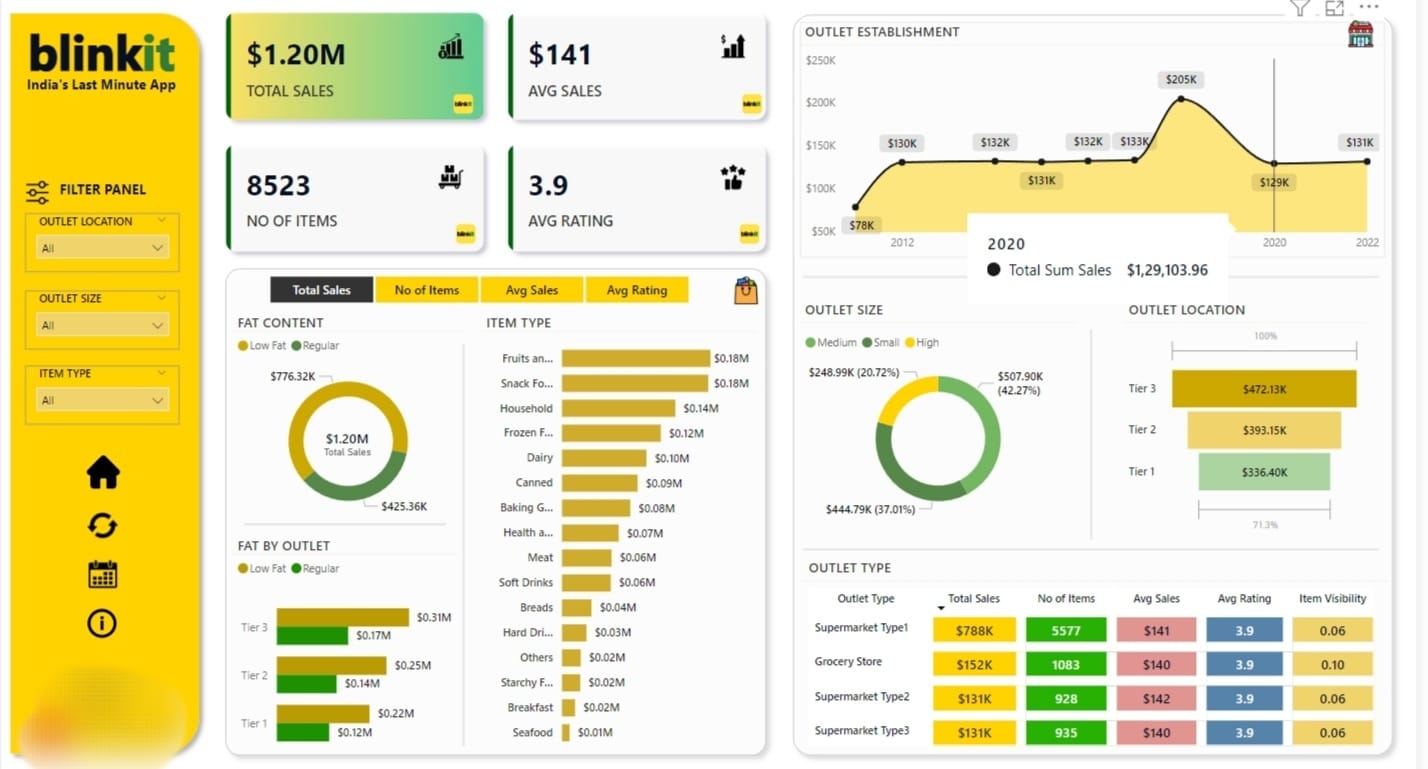 blinkit
India's Last Minute App
FILTER PANEL
OUTLET LOCATION
All
OUTLET SIZE
All
ITEM TYPE
All
$1.20M
TOTAL SALES
blinkit
$141
AVG SALES
blinkit
8523
NO OF ITEMS
blinkit
3.9
AVG RATING
blinkit
Total Sales No of Items Avg Sales Avg Rating
FAT CONTENT
Low Fat Regular
$776.32K
$1.20M
Total Sales
$425.36K
FAT BY OUTLET
Low Fat Regular
Tier 3 $0.31M
$0.17M
Tier 2 $0.25M
$0.14M
Tier 1 $0.22M
$0.12M
ITEM TYPE
Fruits an... $0.18M
Snack Fo... $0.18M
Household $0.14M
Frozen F... $0.12M
Dairy $0.10M
Canned $0.09M
Baking G... $0.08M
Health a... $0.07M
Meat $0.06M
Soft Drinks $0.06M
Breads $0.04M
Hard Dri... $0.03M
Others $0.02M
Starchy F... $0.02M
Breakfast $0.02M
Seafood $0.01M
OUTLET ESTABLISHMENT
$250K
$200K
$150K
$100K
$50K
$78K
$130K
$132K
$131K
$132K
$133K
$205K
$129K
$131K
2012 2020 2022
2020
Total Sum Sales $1,29,103.96
OUTLET SIZE
Medium Small High
$248.99K (20.72%)
$507.90K
(42.27%)
$444.79K (37.01%)
OUTLET LOCATION
100%
Tier 3 $472.13K
Tier 2 $393.15K
Tier 1 $336.40K
71.3%
OUTLET TYPE
Outlet Type Total Sales No of Items Avg Sales Avg Rating Item Visibility
Supermarket Type1 $788K 5577 $141 3.9 0.06
Grocery Store $152K 1083 $140 3.9 0.10
Supermarket Type2 $131K 928 $142 3.9 0.06
Supermarket Type3 $131K 935 $140 3.9 0.06